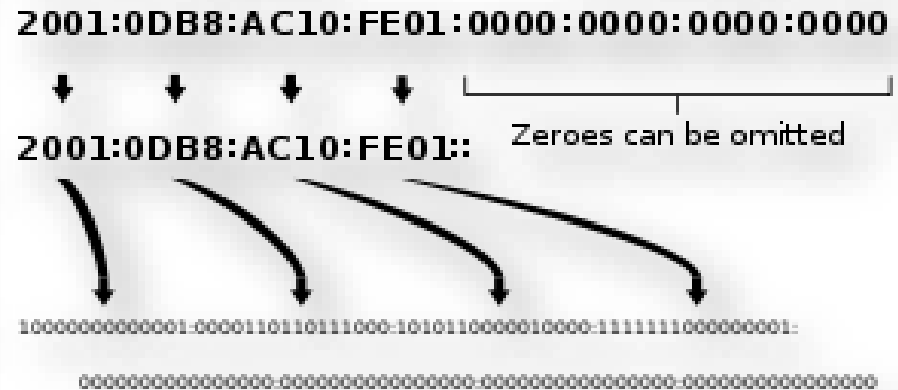 2001:0DB8:AC10:FE01:0000:0000:0000:0000
2001:0DB8:AC10:FE01::
Zeroes can be omitted
10000000000001:0000110110111000:1010110000010000:1111111000000001:
0000000000000000:0000000000000000:0000000000000000:0000000000000000